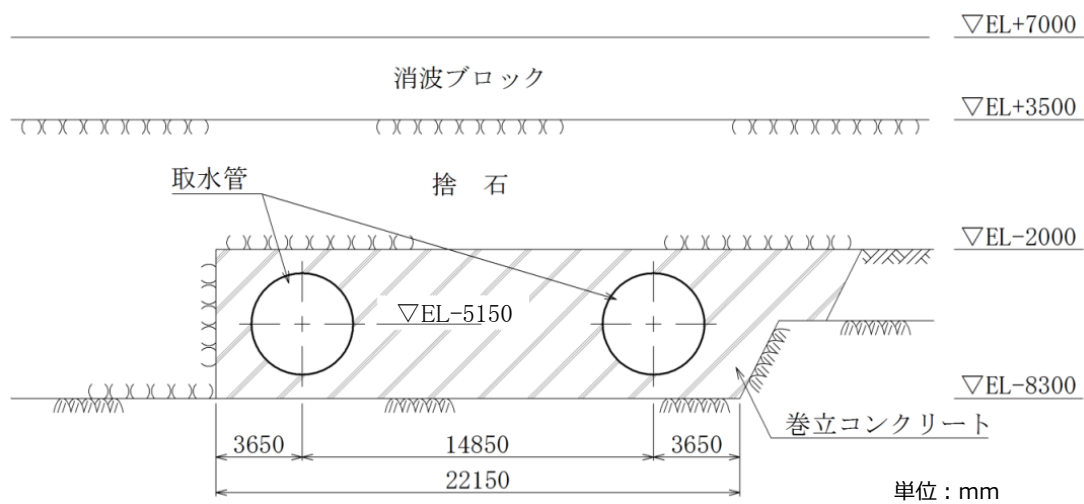 ▽EL+7000
消波ブロック
▽EL+3500
取水管
捨 石
▽EL-2000
▽EL-5150
▽EL-8300
巻立コンクリート
3650
14850
3650
22150
単位：mm